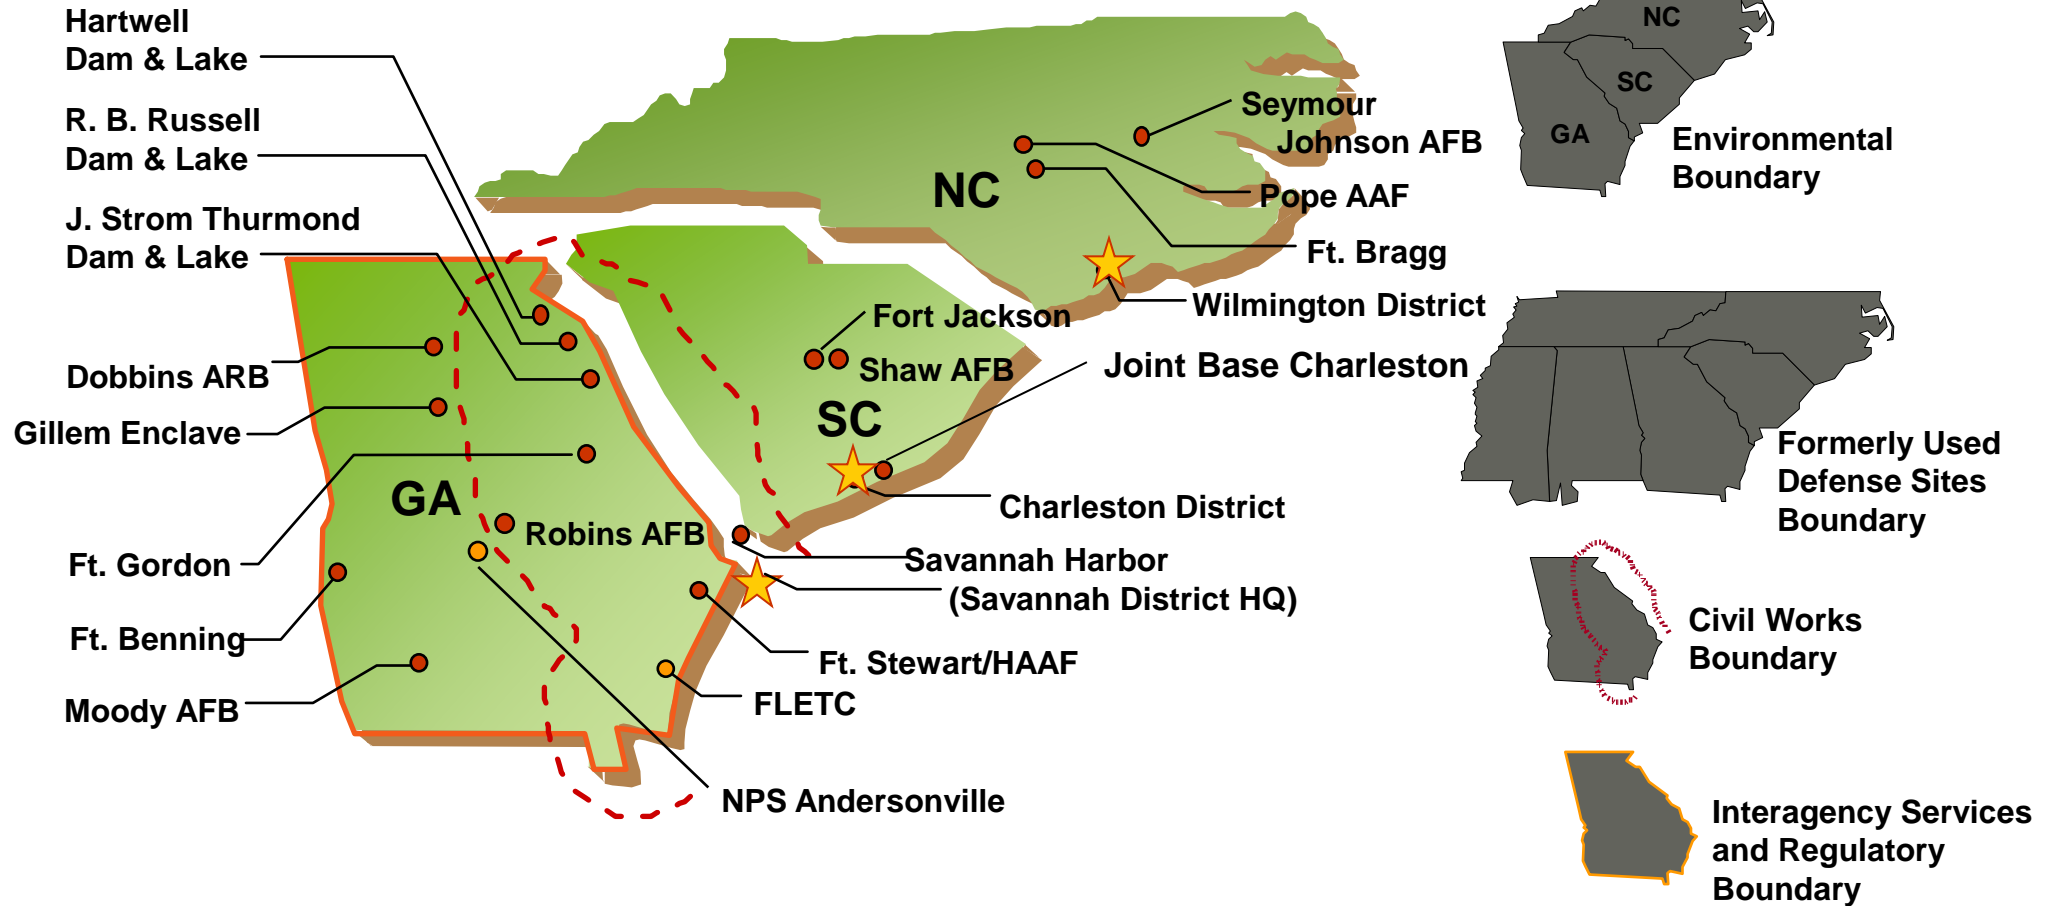 Hartwell
Dam & Lake
R. B. Russell
Dam & Lake
J. Strom Thurmond
Dam & Lake
Dobbins ARB
Gillem Enclave
Ft. Gordon
Ft. Benning
Moody AFB
GA
Robins AFB
NC
Seymour
Johnson AFB
Pope AAF
Ft. Bragg
Wilmington District
Fort Jackson
Shaw AFB
SC
Joint Base Charleston
Charleston District
Savannah Harbor
(Savannah District HQ)
Ft. Stewart/HAAF
FLETC
NPS Andersonville
NC
SC
GA
Environmental
Boundary
Formerly Used
Defense Sites
Boundary
Civil Works
Boundary
Interagency Services
and Regulatory
Boundary